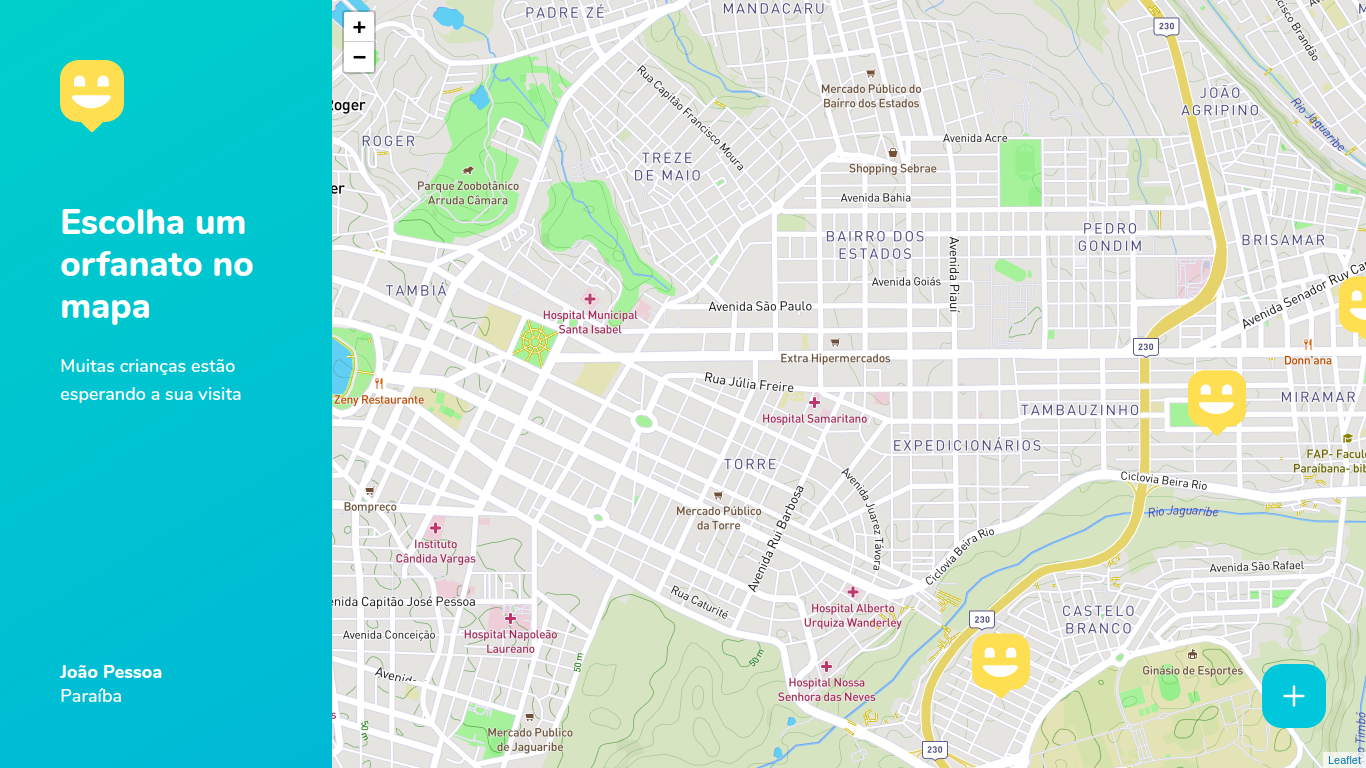 Escolha um
orfanato no
mapa
Muitas crianças estão
esperando a sua visita
João Pessoa
Paraíba
+
−
PADRE ZÉ
MANDACARU
230
Roger
ROGER
Rua Capitão Francisco Moura
Mercado Público do
Bairro dos Estados
JOÃO
AGRIPINO
Rio Jaguaribe
Avenida Acre
TREZE
DE MAIO
Shopping Sebrae
Parque Zoobotânico
Arruda Câmara
Avenida Bahia
BAIRRO DOS
ESTADOS
PEDRO
GONDIM
BRISAMAR
Avenida Piauí
Avenida Goiás
TAMBIÁ
Avenida São Paulo
Avenida Senador Ruy Car
Hospital Municipal
Santa Isabel
230
Extra Hipermercados
Donn'ana
Rua Júlia Freire
Zeny Restaurante
Hospital Samaritano
TAMBAUZINHO
MIRAMAR
EXPEDICIONÁRIOS
FAP- Facul
Paraíbana- bib
TORRE
Ciclovia Beira Rio
Bompreço
Mercado Público
da Torre
Avenida Rui Barbosa
Avenida Juarez Távora
Rio Jaguaribe
Instituto
Cândida Vargas
Ciclovia Beira Rio
Avenida São Rafael
enida Capitão José Pessoa
Rua Caturité
Hospital Alberto
Urquiza Wanderley
CASTELO
BRANCO
230
Avenida Conceição
Hospital Napoleão
Laureano
50 m
50 m
Hospital Nossa
Senhora das Neves
Ginásio de Esportes
50 m
Mercado Público
de Jaguaribe
230
Leaflet